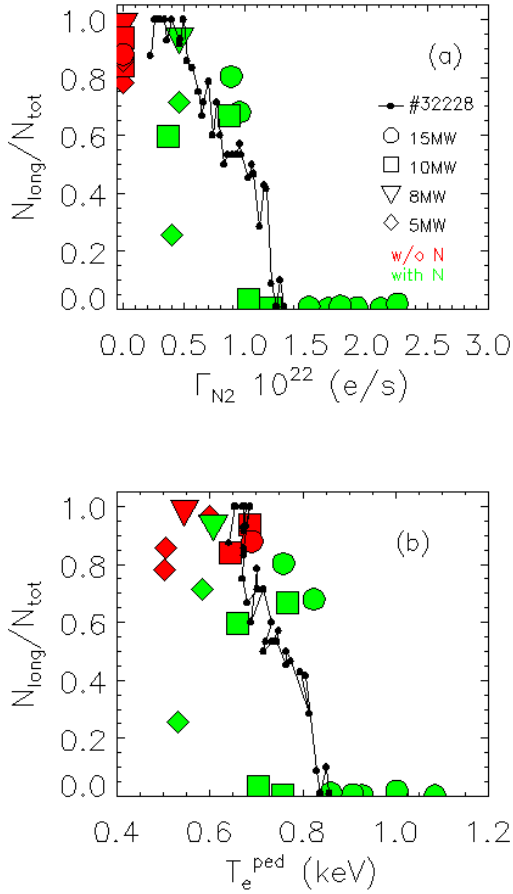 (a)
1.0
0.8
0.6
0.4
0.2
0.0
N_long/N_tot
#32228
15MW
10MW
8MW
5MW
w/o N
with N
0.0 0.5 1.0 1.5 2.0 2.5 3.0
Γ_N2 10^22 (e/s)
(b)
1.0
0.8
0.6
0.4
0.2
0.0
N_long/N_tot
0.4 0.6 0.8 1.0 1.2
T_e^ped (keV)